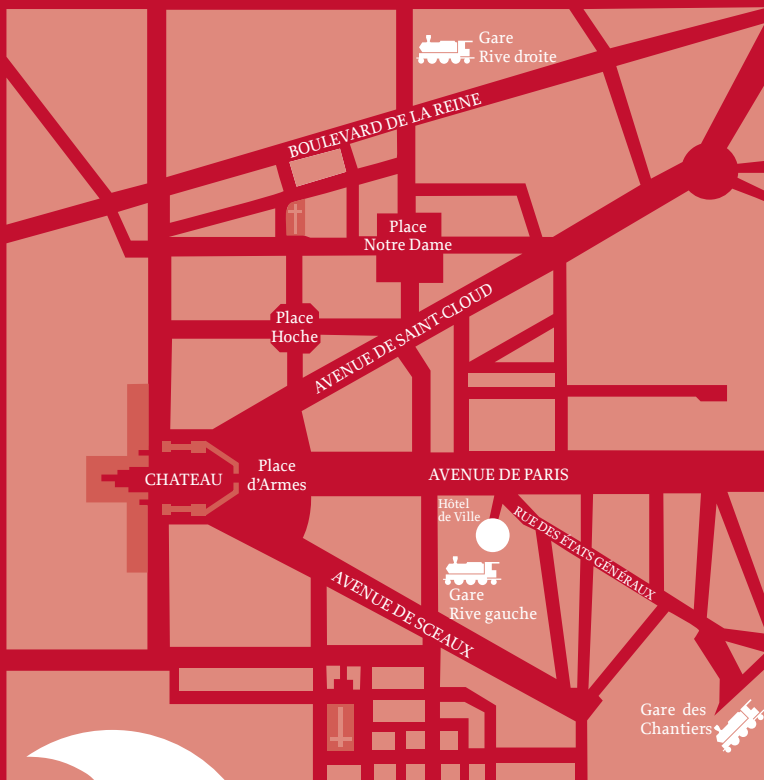 Gare
Rive droite
BOULEVARD DE LA REINE
Place
Notre Dame
AVENUE DE SAINT-CLOUD
Place
Hoche
CHATEAU
Place
d'Armes
AVENUE DE PARIS
Hôtel
de Ville
RUE DES ÉTATS GÉNÉRAUX
Gare
Rive gauche
AVENUE DE SCEAUX
Gare des
Chantiers